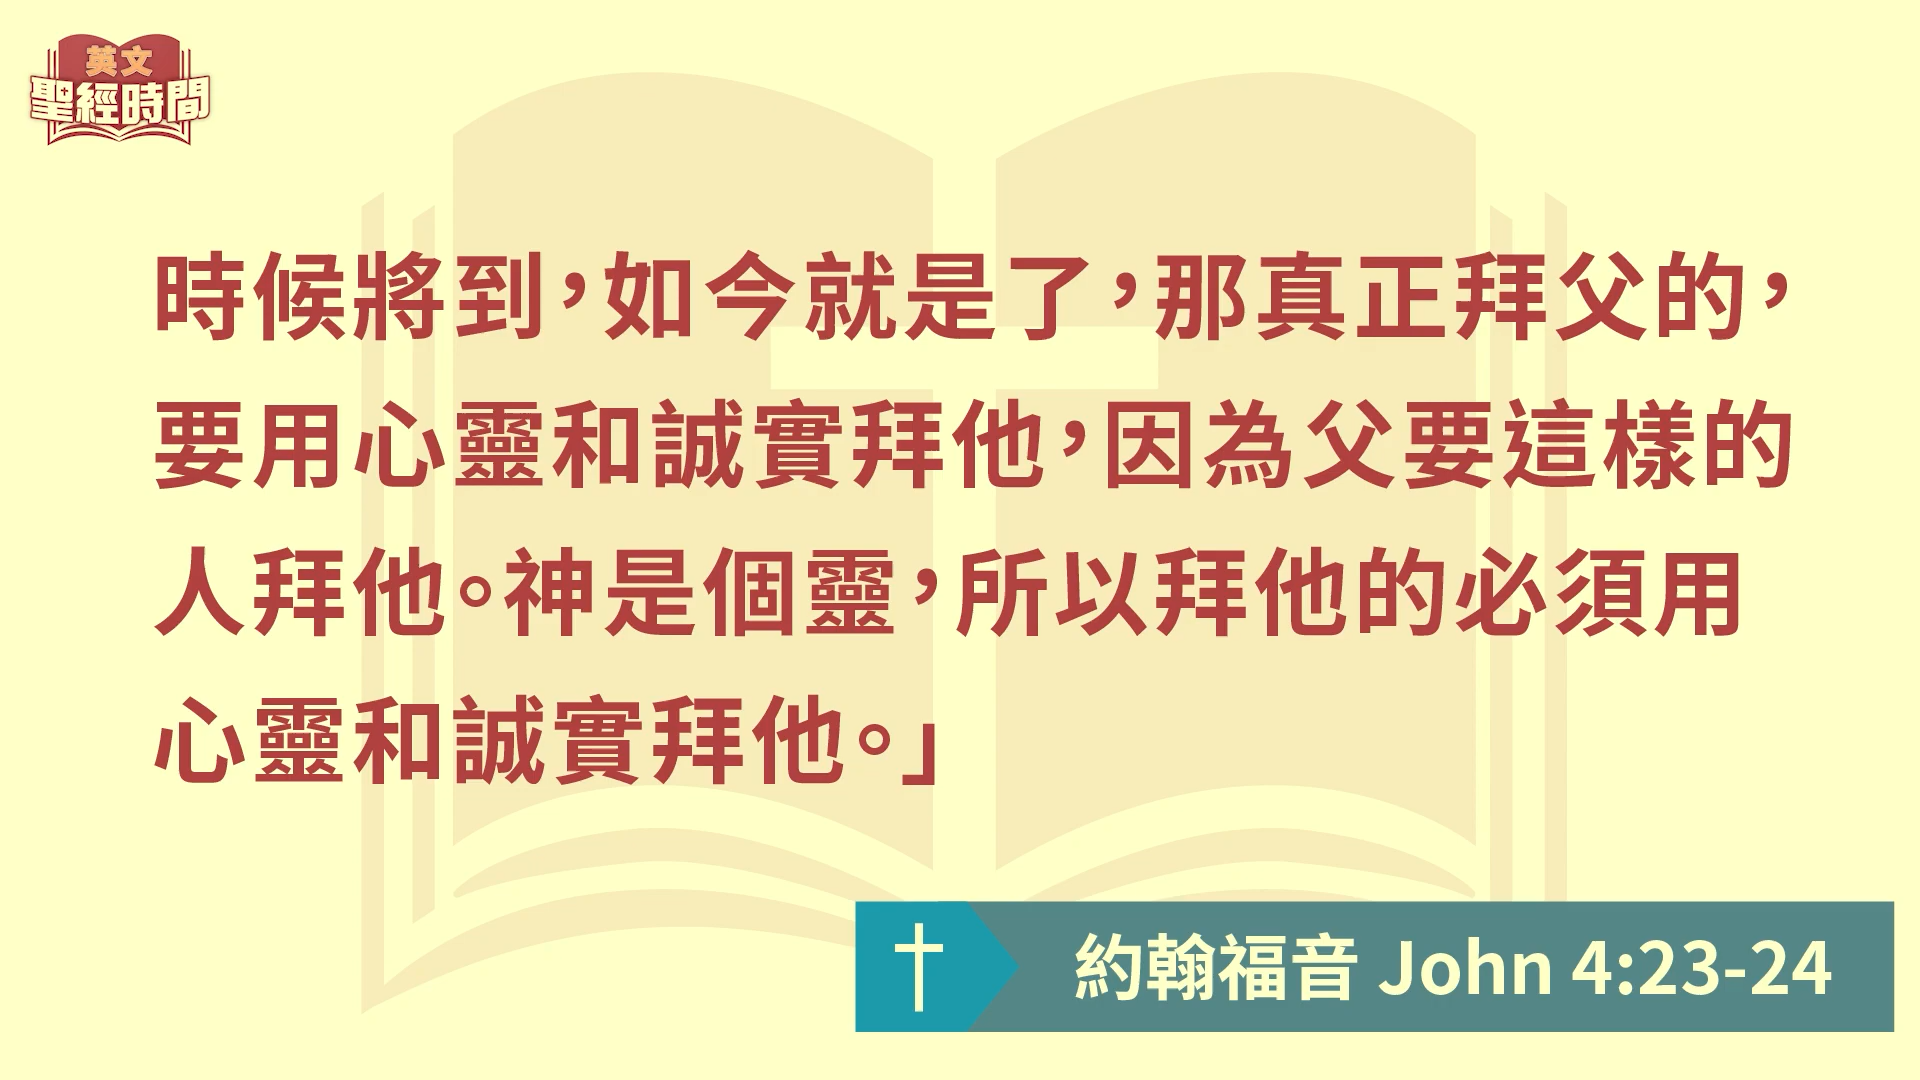 英文
聖經時間
時候將到，如今就是了，那真正拜父的，
要用心靈和誠實拜他，因為父要這樣的
人拜他。神是個靈，所以拜他的必須用
心靈和誠實拜他。」
約翰福音 John 4:23-24